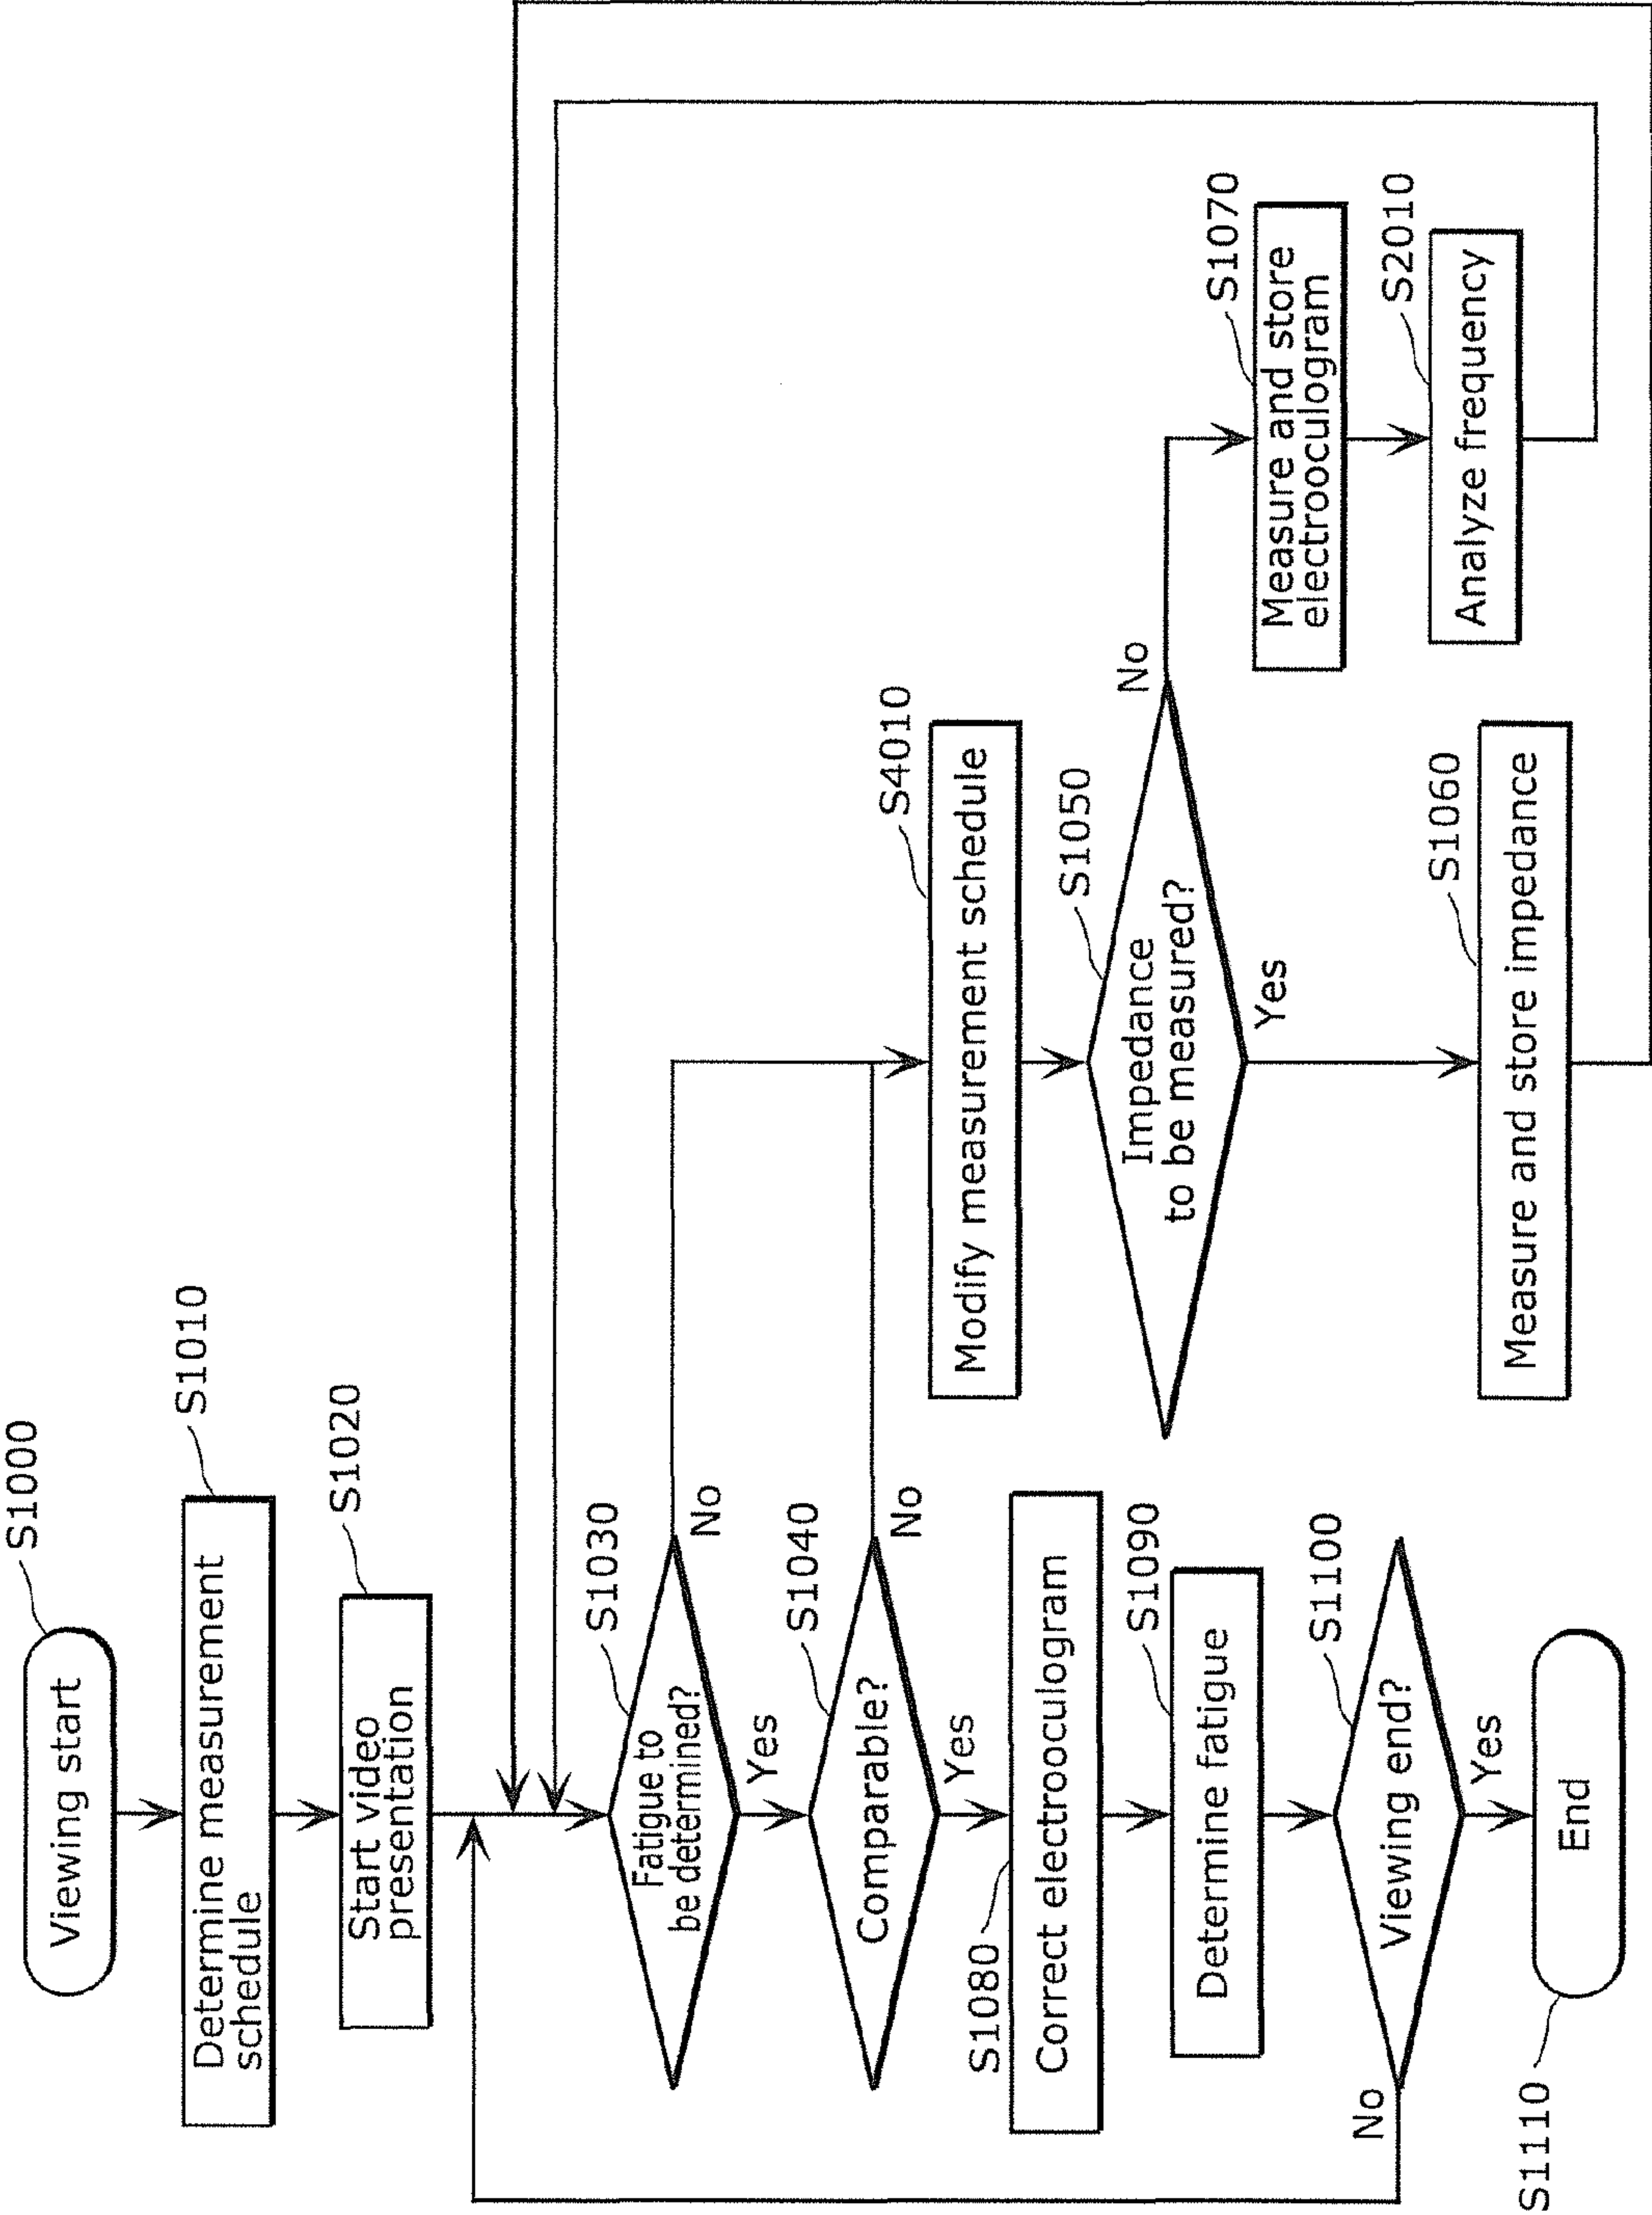 S1000
Viewing start
S1010
Determine measurement
schedule
S1020
Start video
presentation
S1030
Fatigue to
be determined?
No
Yes
S1040
Comparable?
No
Yes
S1080
Correct electrooculogram
S1090
Determine fatigue
S1100
Viewing end?
No
Yes
S1110
End
S4010
Modify measurement schedule
S1050
Impedance
to be measured?
No
Yes
S1060
Measure and store impedance
S1070
Measure and store
electrooculogram
S2010
Analyze frequency